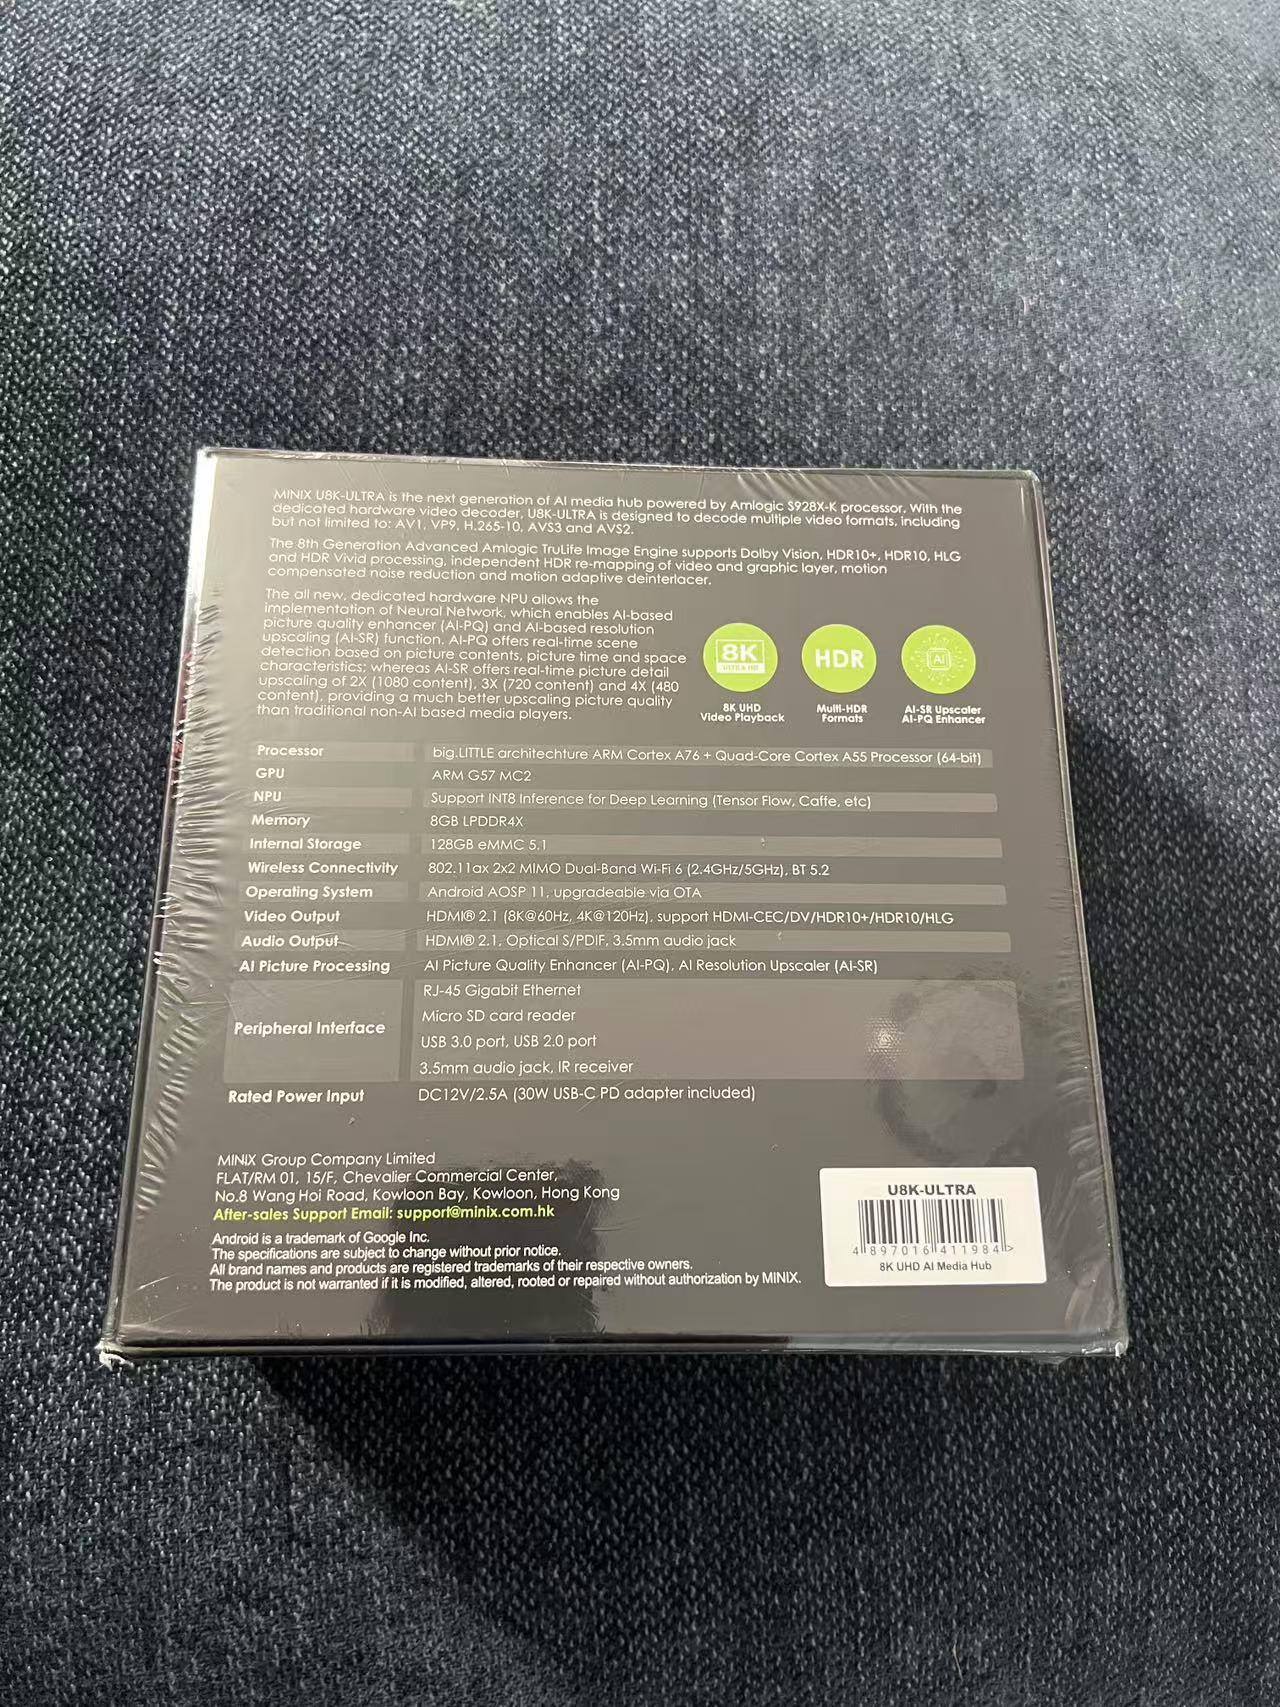 MINIX U8K-ULTRA is the next generation of AI media hub powered by Amlogic S928X-K processor. With the
dedicated hardware video decoder, U8K-ULTRA is designed to decode multiple video formats, including
but not limited to: AV1, VP9, H.265-10, AVS3 and AVS2.
The 8th Generation Advanced Amlogic TruLife Image Engine supports Dolby Vision, HDR10+, HDR10, HLG
and HDR Vivid processing, independent HDR re-mapping of video and graphic layer, motion
compensated noise reduction and motion adaptive deinterlacer.
The all new, dedicated hardware NPU allows the
implementation of Neural Network, which enables AI-based
picture quality enhancer (AI-PQ) and AI-based resolution
upscaling (AI-SR) function. AI-PQ offers real-time scene
detection based on picture contents, picture time and space
characteristics; whereas AI-SR offers real-time picture detail
upscaling of 2X (1080 content), 3X (720 content) and 4X (480
content), providing a much better upscaling picture quality
than traditional non-AI based media players.
8K
ULTRA HD
8K UHD
Video Playback
HDR
Multi-HDR
Formats
AI
AI-SR Upscaler
AI-PQ Enhancer
Processor big.LITTLE architechture ARM Cortex A76 + Quad-Core Cortex A55 Processor (64-bit)
GPU ARM G57 MC2
NPU Support INT8 Inference for Deep Learning (Tensor Flow, Caffe, etc)
Memory 8GB LPDDR4X
Internal Storage 128GB eMMC 5.1
Wireless Connectivity 802.11ax 2x2 MIMO Dual-Band Wi-Fi 6 (2.4GHz/5GHz), BT 5.2
Operating System Android AOSP 11, upgradeable via OTA
Video Output HDMI® 2.1 (8K@60Hz, 4K@120Hz), support HDMI-CEC/DV/HDR10+/HDR10/HLG
Audio Output HDMI® 2.1, Optical S/PDIF, 3.5mm audio jack
AI Picture Processing AI Picture Quality Enhancer (AI-PQ), AI Resolution Upscaler (AI-SR)
Peripheral Interface
RJ-45 Gigabit Ethernet
Micro SD card reader
USB 3.0 port, USB 2.0 port
3.5mm audio jack, IR receiver
Rated Power Input DC12V/2.5A (30W USB-C PD adapter included)
MINIX Group Company Limited
FLAT/RM 01, 15/F, Chevalier Commercial Center,
No.8 Wang Hoi Road, Kowloon Bay, Kowloon, Hong Kong
After-sales Support Email: support@minix.com.hk
Android is a trademark of Google Inc.
The specifications are subject to change without prior notice.
All brand names and products are registered trademarks of their respective owners.
The product is not warranted if it is modified, altered, rooted or repaired without authorization by MINIX.
U8K-ULTRA
4 897016 411984 >
8K UHD AI Media Hub